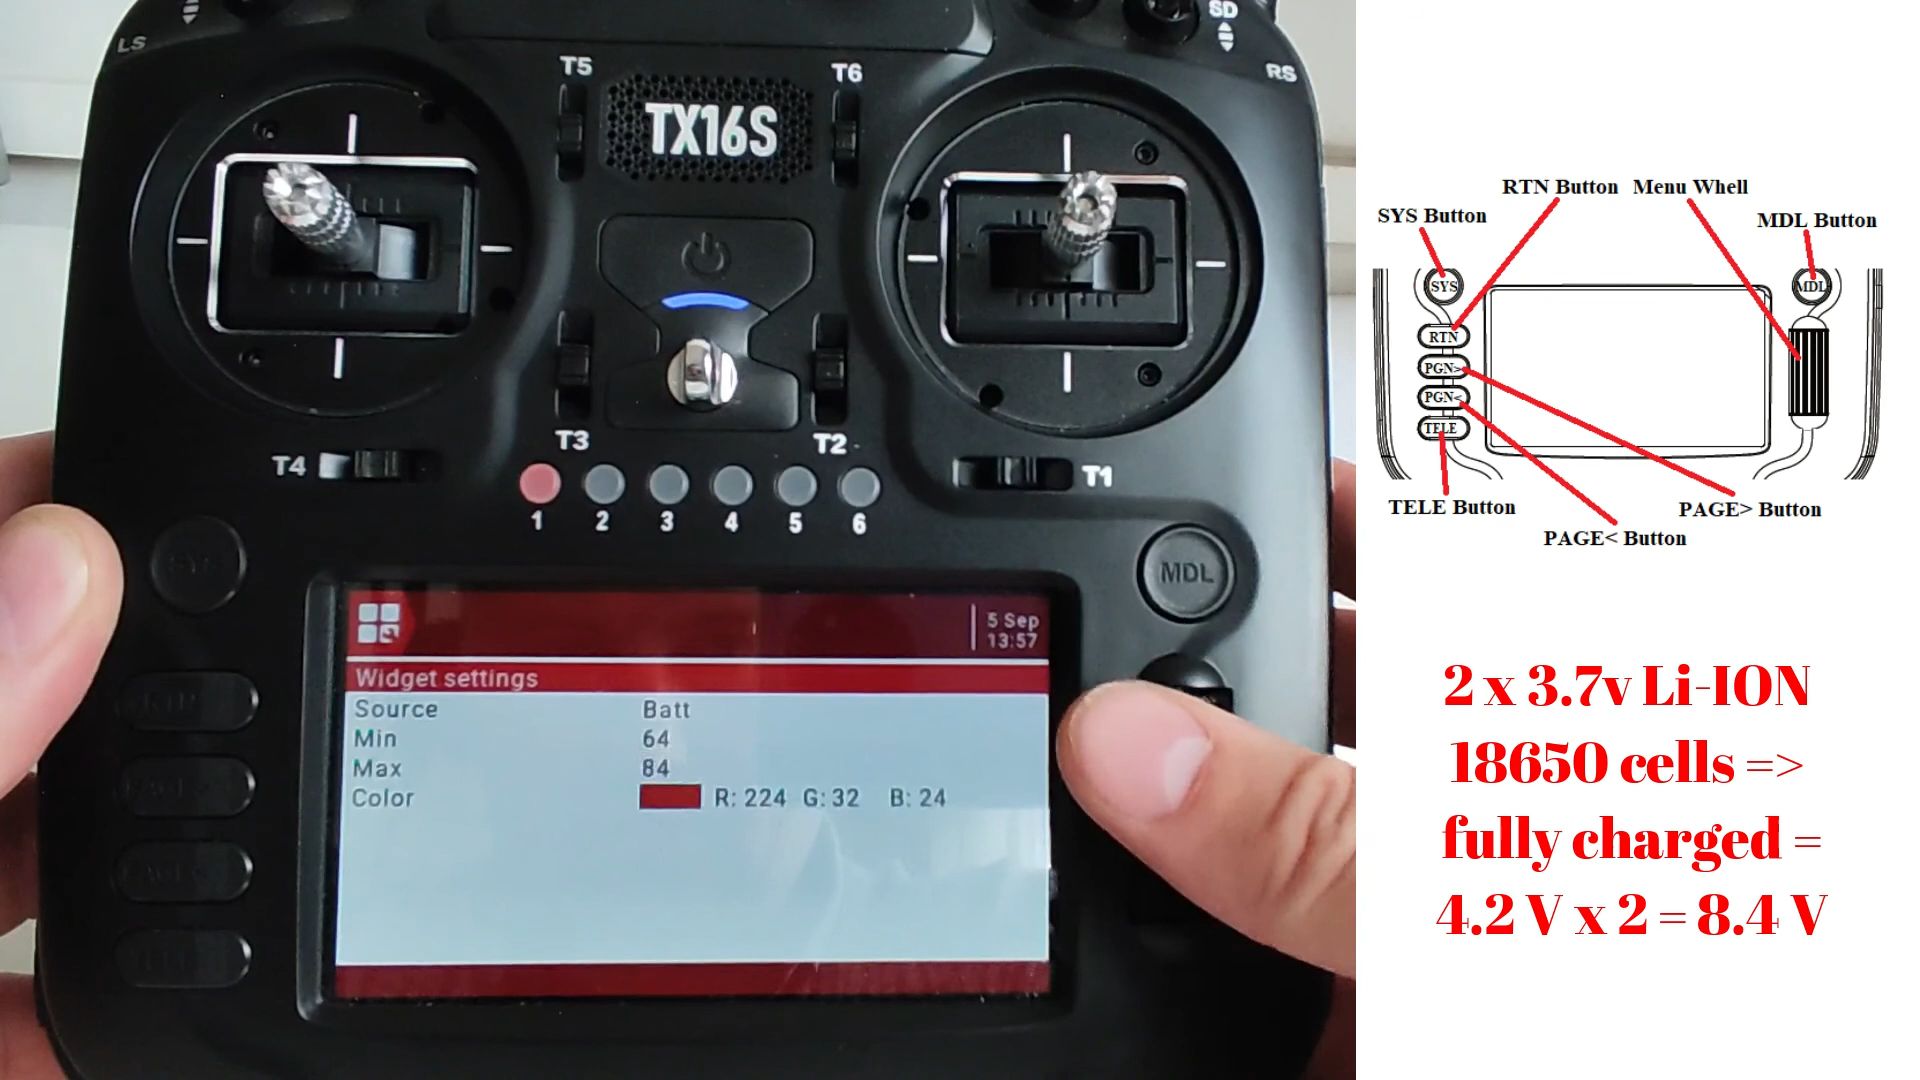 SD
LS
RS
T5
T6
TX16S
T3
T2
T4
T1
1 2 3 4 5 6
MDL
5 Sep
13:57
Widget settings
Source Batt
Min 64
Max 84
Color R: 224 G: 32 B: 24
RTN Button Menu Whell
SYS Button
MDL Button
SYS
MDL
RTN
PGN>
PGN<
TELE
TELE Button
PAGE> Button
PAGE< Button
2 x 3.7v Li-ION
18650 cells =>
fully charged =
4.2 V x 2 = 8.4 V